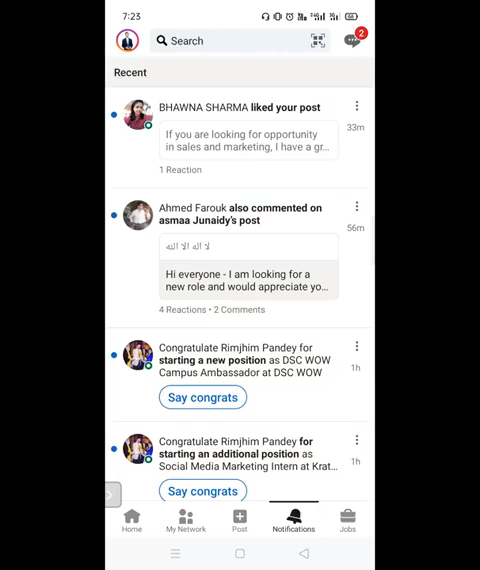 7:23
2
Search
Recent
BHAWNA SHARMA liked your post
33m
If you are looking for opportunity
in sales and marketing, I have a gr...
1 Reaction
Ahmed Farouk also commented on
asmaa Junaidy's post
56m
لا اله الا الله
Hi everyone - I am looking for a
new role and would appreciate yo...
4 Reactions • 2 Comments
Congratulate Rimjhim Pandey for
starting a new position as DSC WOW
Campus Ambassador at DSC WOW
1h
Say congrats
Congratulate Rimjhim Pandey for
starting an additional position as
Social Media Marketing Intern at Krat...
1h
Say congrats
Home
My Network
Post
Notifications
Jobs